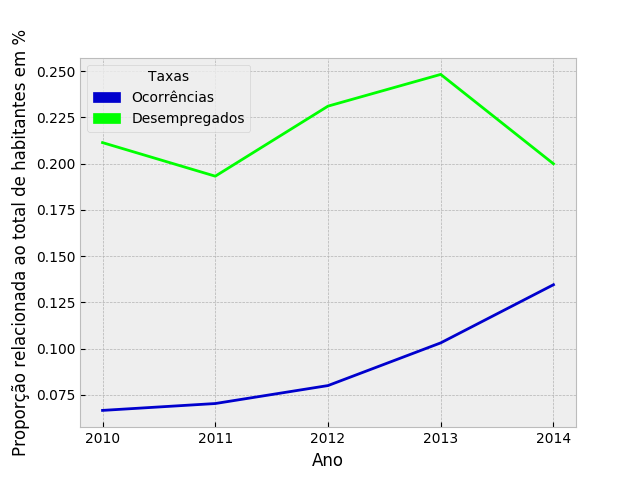 Proporção relacionada ao total de habitantes em %
0.250
0.225
0.200
0.175
0.150
0.125
0.100
0.075
Taxas
Ocorrências
Desempregados
2010 2011 2012 2013 2014
Ano